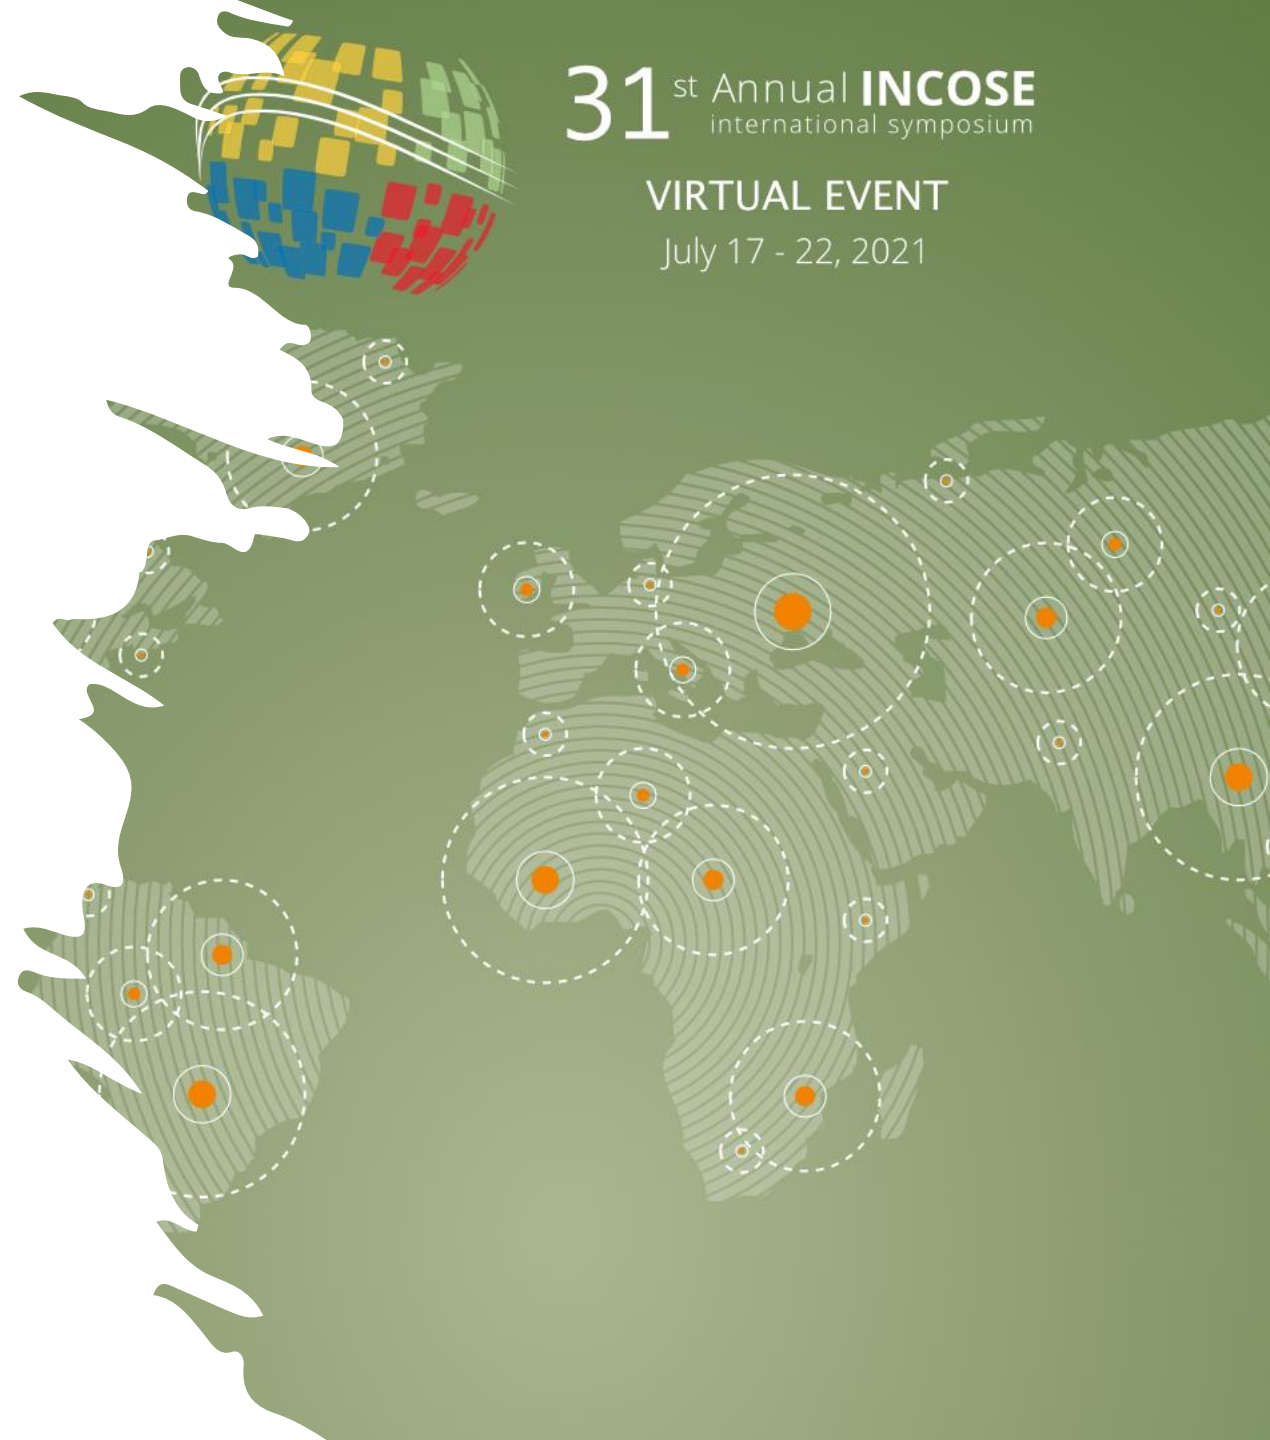 31st Annual INCOSE
international symposium
VIRTUAL EVENT
July 17 - 22, 2021